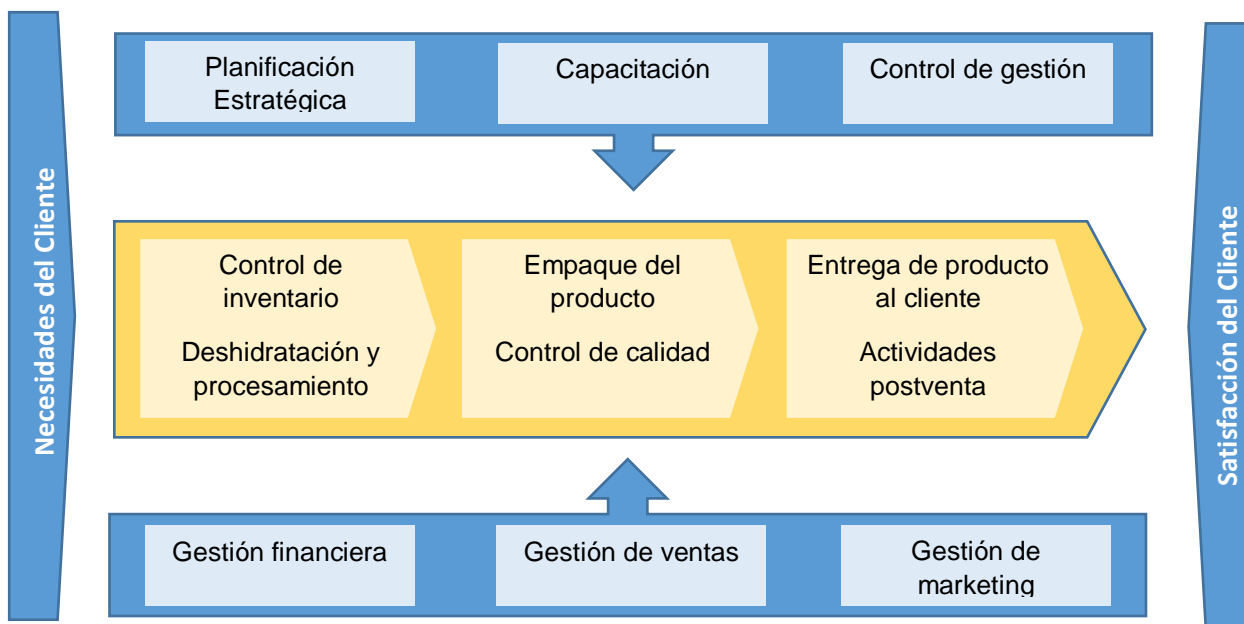 Necesidades del Cliente
Planificación
Estratégica
Capacitación
Control de gestión
Control de
inventario
Deshidratación y
procesamiento
Empaque del
producto
Control de calidad
Entrega de producto
al cliente
Actividades
postventa
Gestión financiera
Gestión de ventas
Gestión de
marketing
Satisfacción del Cliente